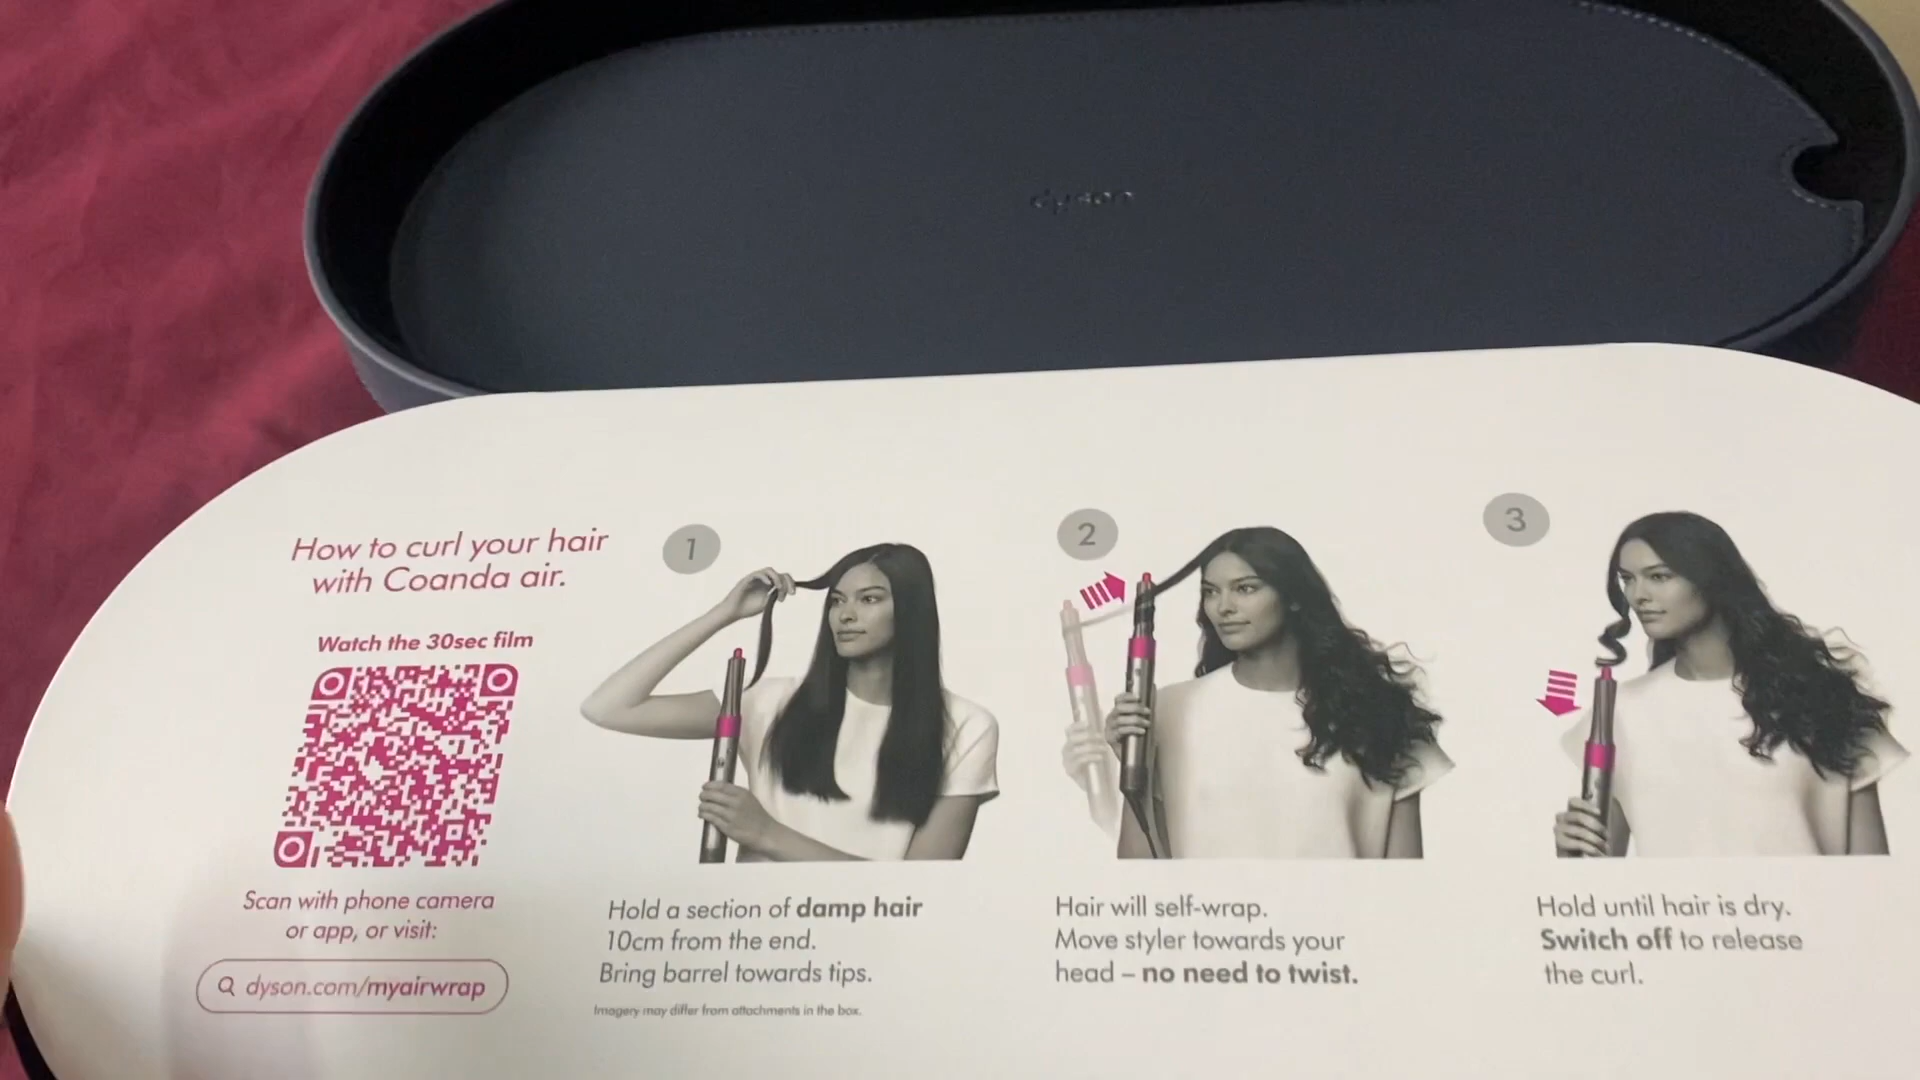 dyson
How to curl your hair
with Coanda air.
Watch the 30sec film
Scan with phone camera
or app, or visit:
dyson.com/myairwrap
1
Hold a section of damp hair
10cm from the end.
Bring barrel towards tips.
Imagery may differ from attachments in the box.
2
Hair will self-wrap.
Move styler towards your
head – no need to twist.
3
Hold until hair is dry.
Switch off to release
the curl.